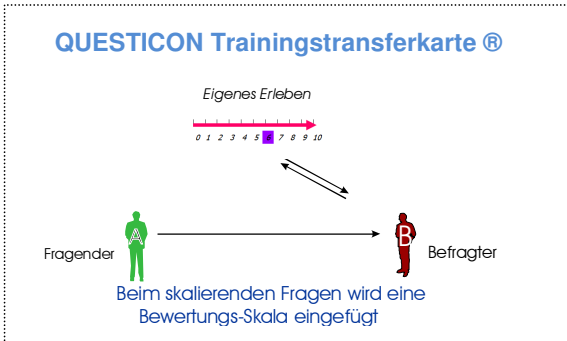 QUESTICON Trainingstransferkarte ®
Eigenes Erleben
0 1 2 3 4 5 6 7 8 9 10
A
B
Fragender
Befragter
Beim skalierenden Fragen wird eine
Bewertungs-Skala eingefügt